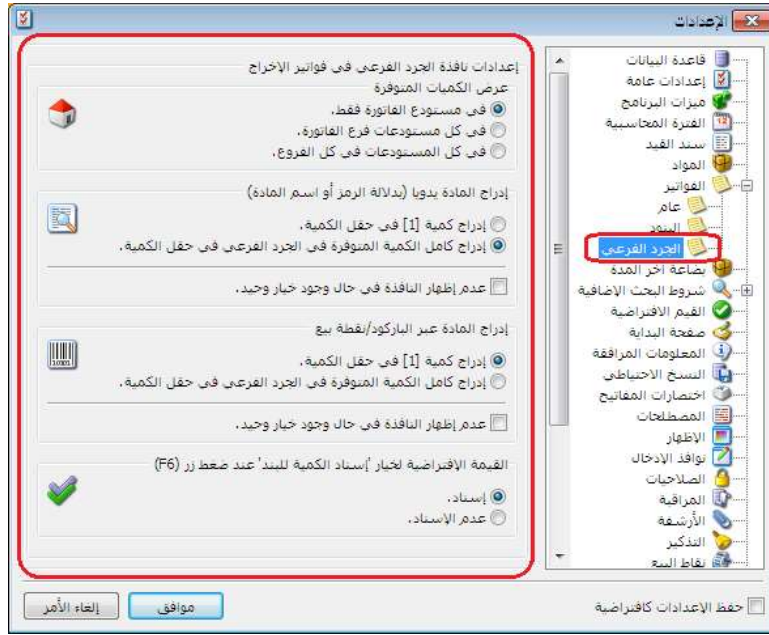 الإعدادات
قاعدة البيانات
إعدادات عامة
ميزات البرنامج
الفترة المحاسبية
سند القيد
المواد
الفواتير
عام
البنود
الجرد الفرعي
بضاعة آخر المدة
شروط البحث الإضافية
القيم الافتراضية
صفحة البداية
المعلومات المرافقة
النسخ الاحتياطي
اختصارات المفاتيح
المصطلحات
الإظهار
نوافذ الإدخال
الصلاحيات
المراقبة
الأرشفة
التذكير
نقاط البيع
إعدادات نافذة الجرد الفرعي في فواتير الإخراج
عرض الكميات المتوفرة
في مستودع الفاتورة فقط.
في كل مستودعات فرع الفاتورة.
في كل المستودعات في كل الفروع.
إدراج المادة يدويا (بدلالة الرمز أو اسم المادة)
إدراج كمية [1] في حقل الكمية.
إدراج كامل الكمية المتوفرة في الجرد الفرعي في حقل الكمية.
عدم إظهار النافذة في حال وجود خيار وحيد.
إدراج المادة عبر الباركود/نقطة بيع
إدراج كمية [1] في حقل الكمية.
إدراج كامل الكمية المتوفرة في الجرد الفرعي في حقل الكمية.
عدم إظهار النافذة في حال وجود خيار وحيد.
القيمة الافتراضية لخيار 'إسناد الكمية للبند' عند ضغط زر (F6)
إسناد.
عدم الإسناد.
حفظ الإعدادات كافتراضية
موافق
إلغاء الأمر